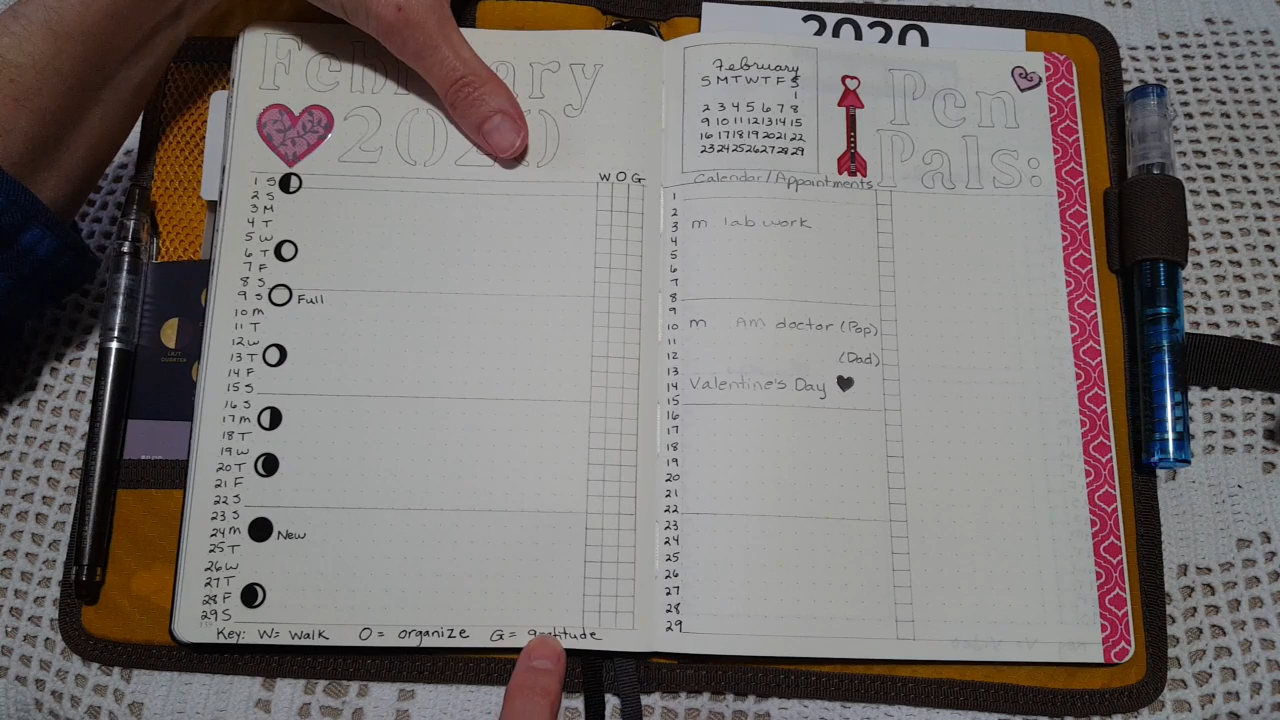 February
2020
W O G
1 S
2 S
3 M
4 T
5 W
6 T
7 F
8 S
9 S Full
10 M
11 T
12 W
13 T
14 F
15 S
16 S
17 M
18 T
19 W
20 T
21 F
22 S
23 S
24 M New
25 T
26 W
27 T
28 F
29 S
Key: W= Walk O= organize G= gratitude
2020
February
S M T W T F S
1
2 3 4 5 6 7 8
9 10 11 12 13 14 15
16 17 18 19 20 21 22
23 24 25 26 27 28 29
Pen
Pals:
Calendar/Appointments
1
2
3 m lab work
4
5
6
7
8
9
10 m AM doctor (Pop)
11
12 (Dad)
13
14 Valentine's Day
15
16
17
18
19
20
21
22
23
24
25
26
27
28
29
LAST
QUARTER